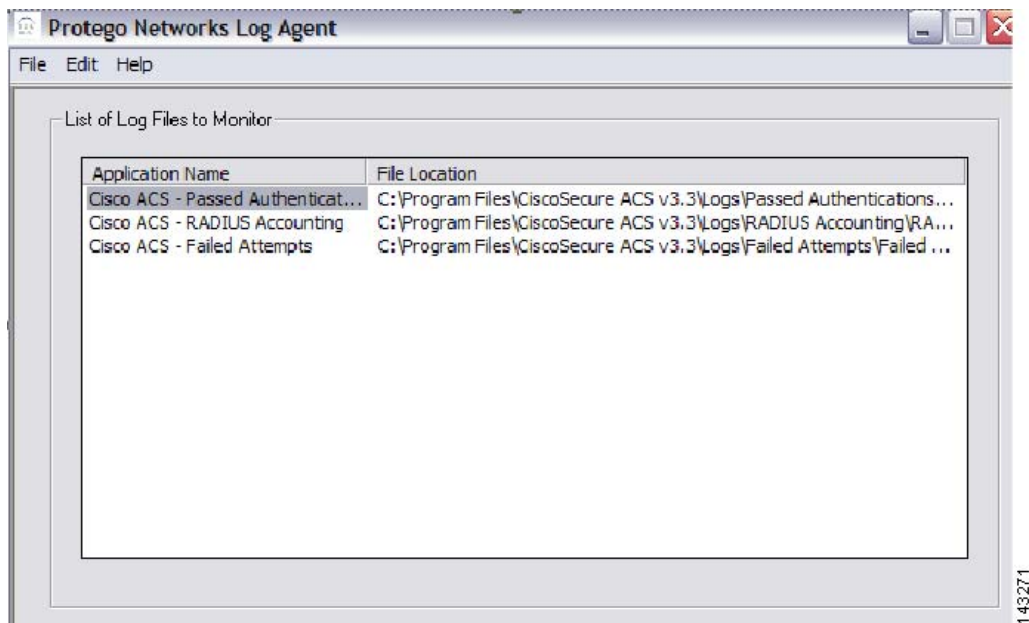 Protego Networks Log Agent
File Edit Help
List of Log Files to Monitor
Application Name File Location
Cisco ACS - Passed Authenticat... C:\Program Files\CiscoSecure ACS v3.3\Logs\Passed Authentications...
Cisco ACS - RADIUS Accounting C:\Program Files\CiscoSecure ACS v3.3\Logs\RADIUS Accounting\RA...
Cisco ACS - Failed Attempts C:\Program Files\CiscoSecure ACS v3.3\Logs\Failed Attempts\Failed ...
143271